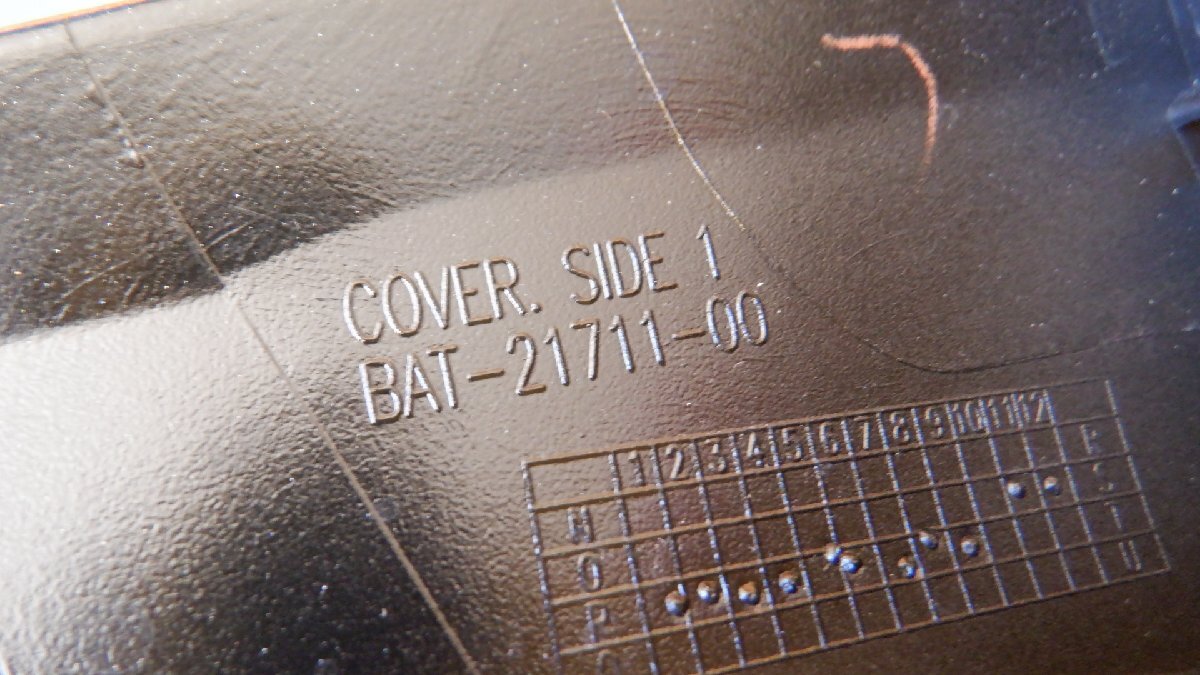 COVER. SIDE 1
BAT-21711-00
1 2 3 4 5 6 7 8 9 10 11 12
R
N S
O T
P U